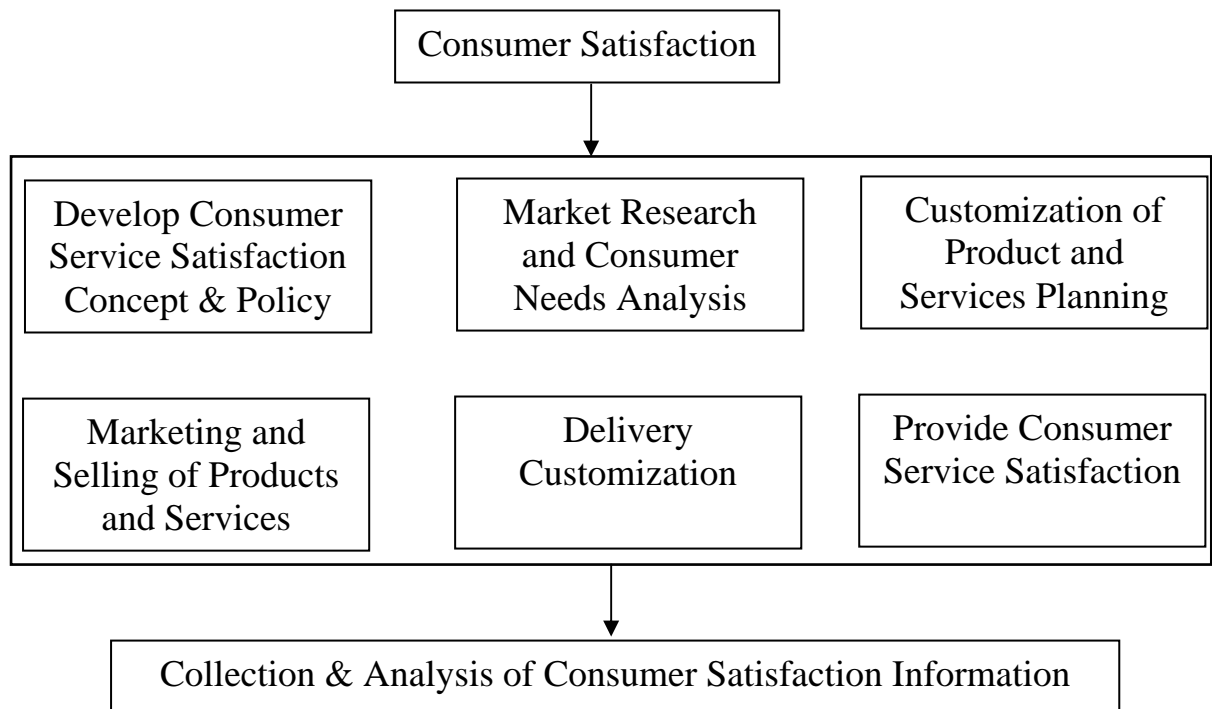 Consumer Satisfaction
Develop Consumer
Service Satisfaction
Concept & Policy
Market Research
and Consumer
Needs Analysis
Customization of
Product and
Services Planning
Marketing and
Selling of Products
and Services
Delivery
Customization
Provide Consumer
Service Satisfaction
Collection & Analysis of Consumer Satisfaction Information